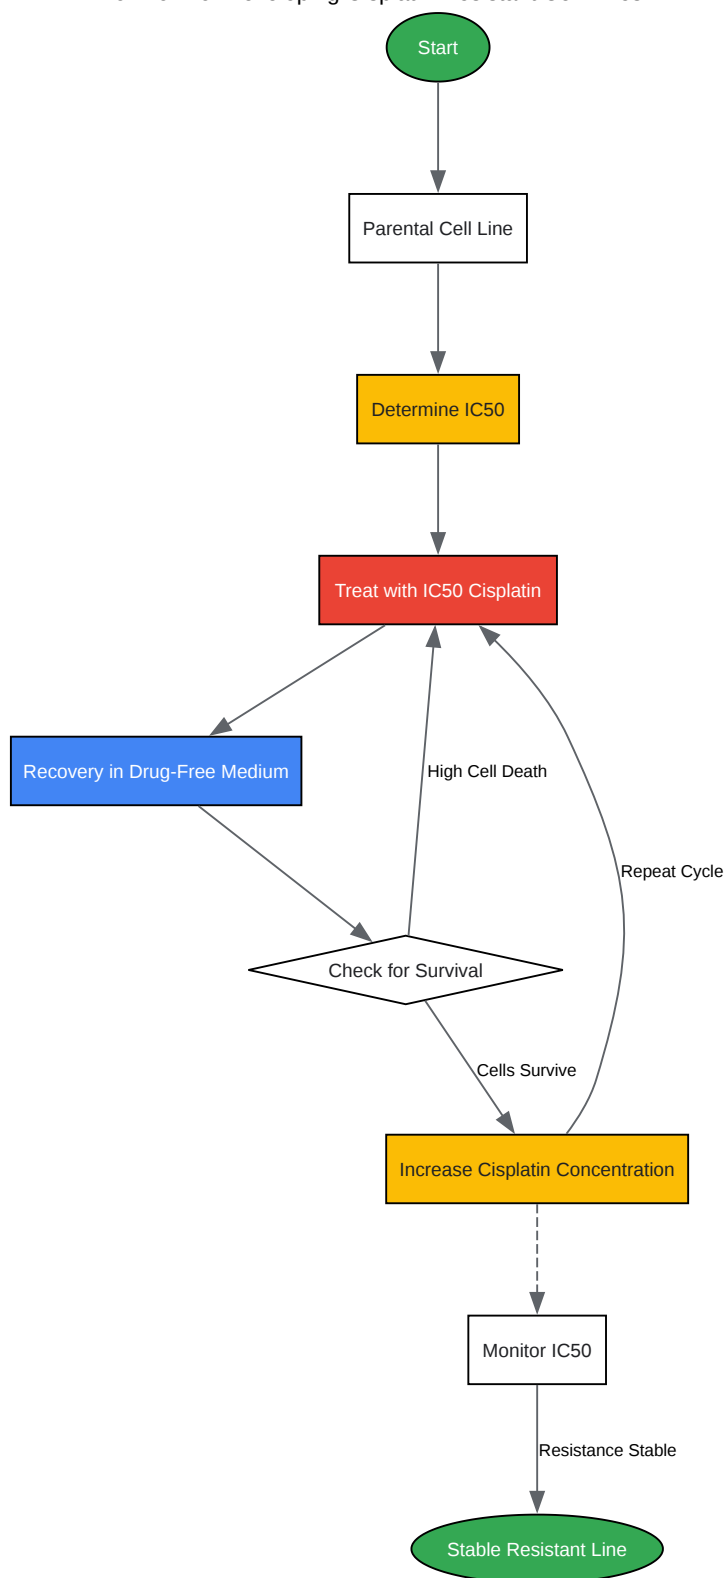 Start
Parental Cell Line
Determine IC50
Treat with IC50 Cisplatin
Recovery in Drug-Free Medium
High Cell Death
Repeat Cycle
Check for Survival
Cells Survive
Increase Cisplatin Concentration
Monitor IC50
Resistance Stable
Stable Resistant Line